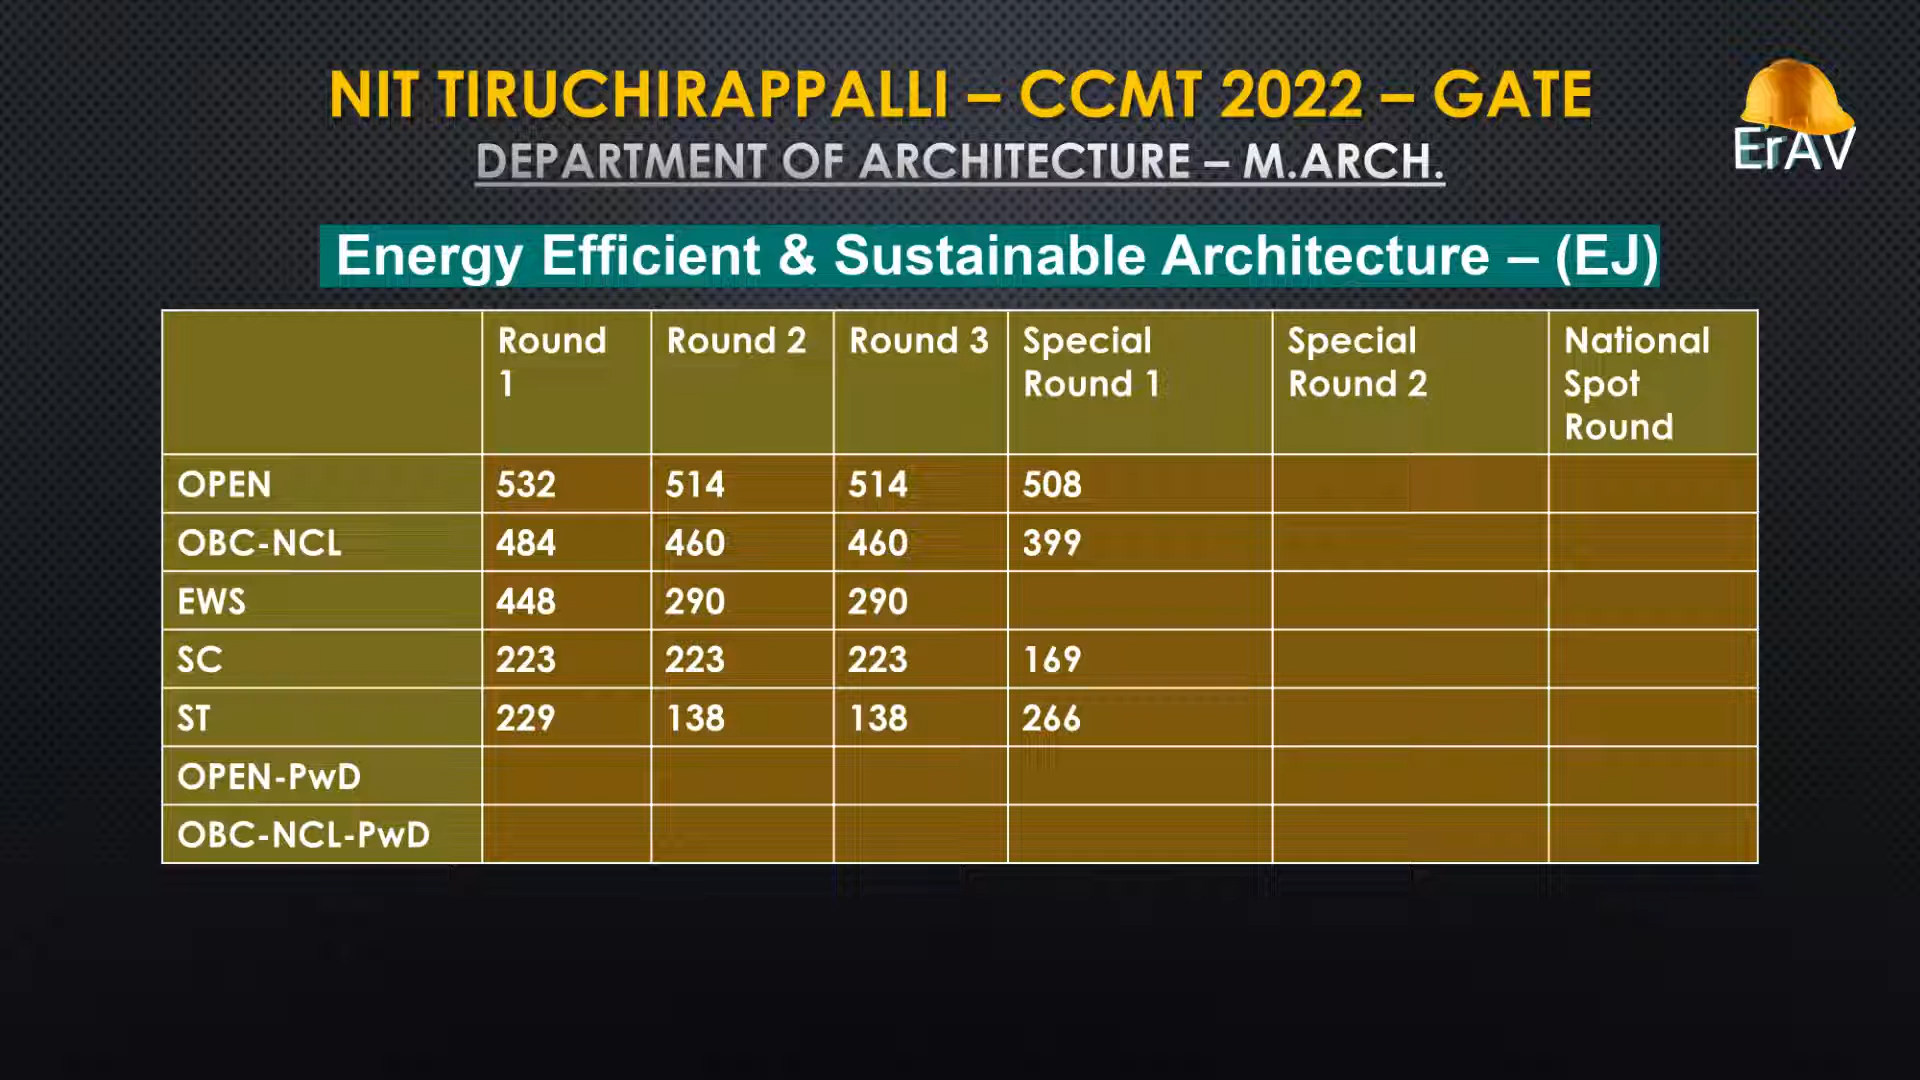 NIT TIRUCHIRAPPALLI – CCMT 2022 – GATE
ErAV
DEPARTMENT OF ARCHITECTURE – M.ARCH.
Energy Efficient & Sustainable Architecture – (EJ)
Round 1 Round 2 Round 3 Special Round 1 Special Round 2 National Spot Round
OPEN 532 514 514 508
OBC-NCL 484 460 460 399
EWS 448 290 290
SC 223 223 223 169
ST 229 138 138 266
OPEN-PwD
OBC-NCL-PwD